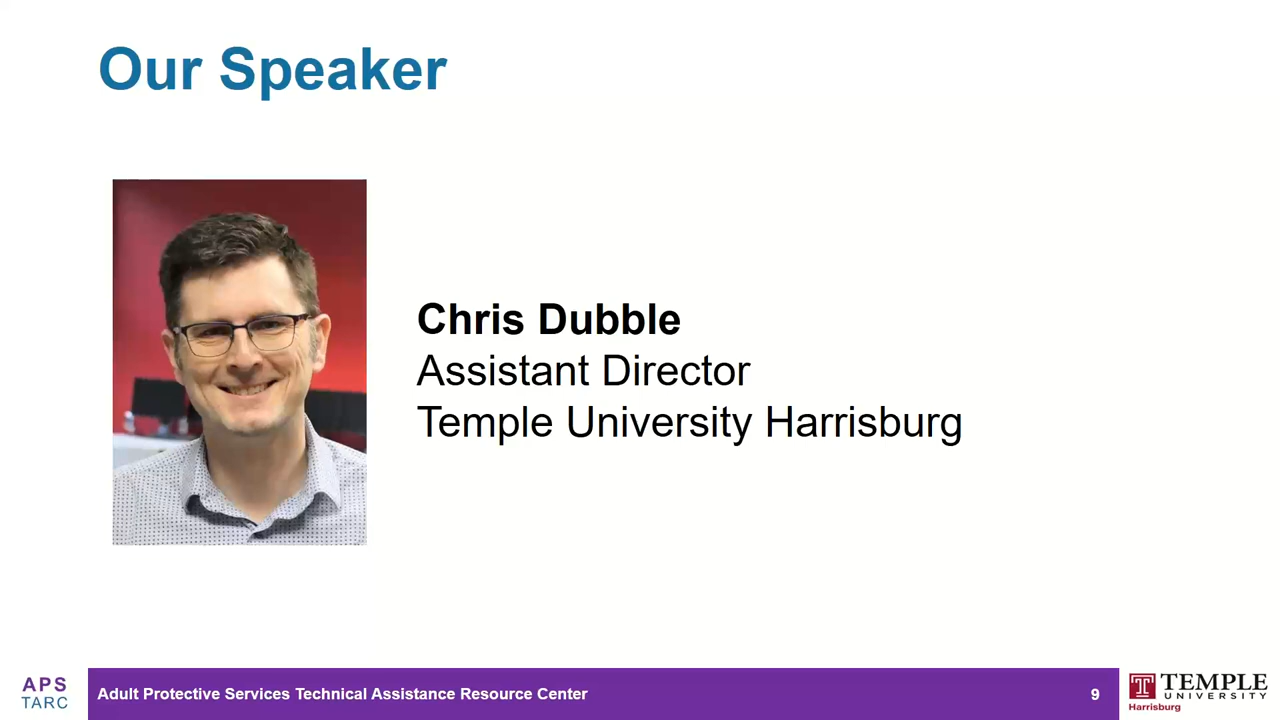 Our Speaker
Chris Dubble
Assistant Director
Temple University Harrisburg
APS
TARC
Adult Protective Services Technical Assistance Resource Center
9
T TEMPLE
UNIVERSITY
Harrisburg